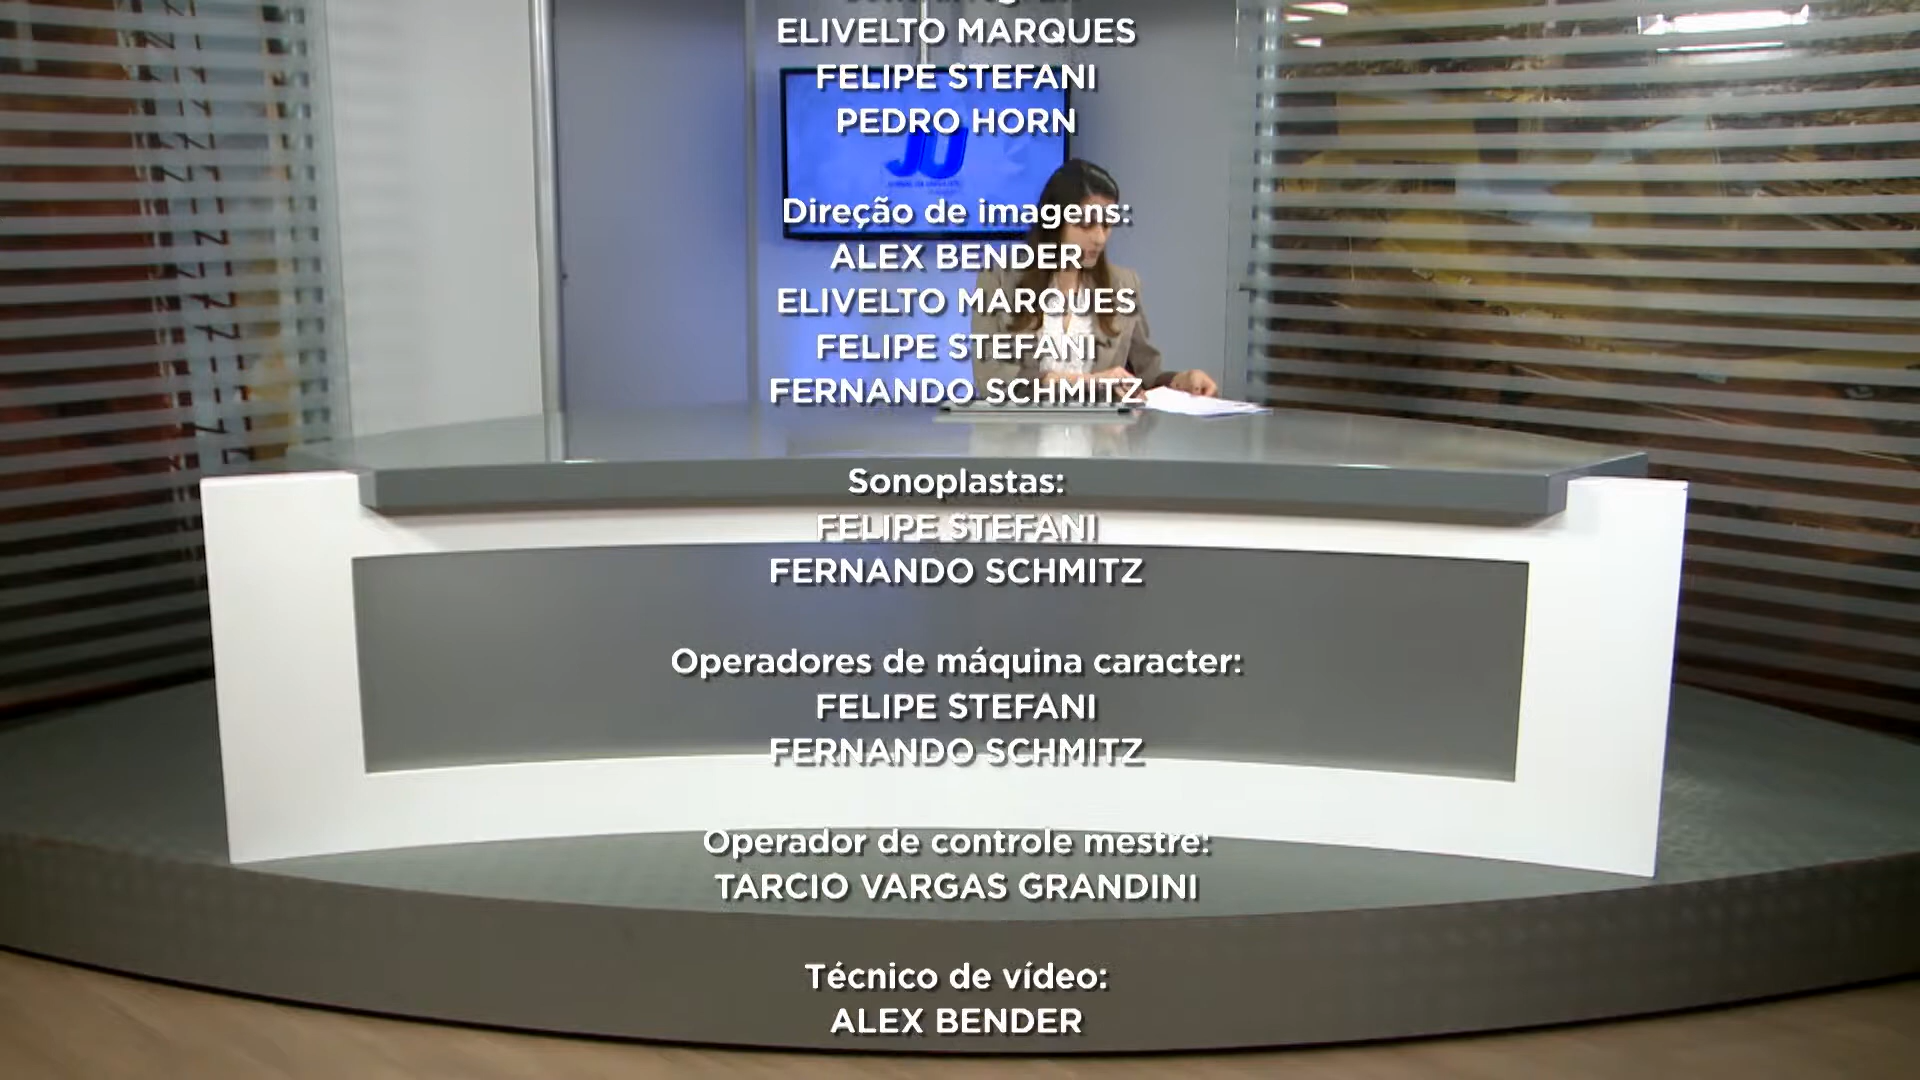 ELIVELTO MARQUES
FELIPE STEFANI
PEDRO HORN
JU
Direção de imagens:
ALEX BENDER
ELIVELTO MARQUES
FELIPE STEFANI
FERNANDO SCHMITZ
Sonoplastas:
FELIPE STEFANI
FERNANDO SCHMITZ
Operadores de máquina caracter:
FELIPE STEFANI
FERNANDO SCHMITZ
Operador de controle mestre:
TARCIO VARGAS GRANDINI
Técnico de vídeo:
ALEX BENDER